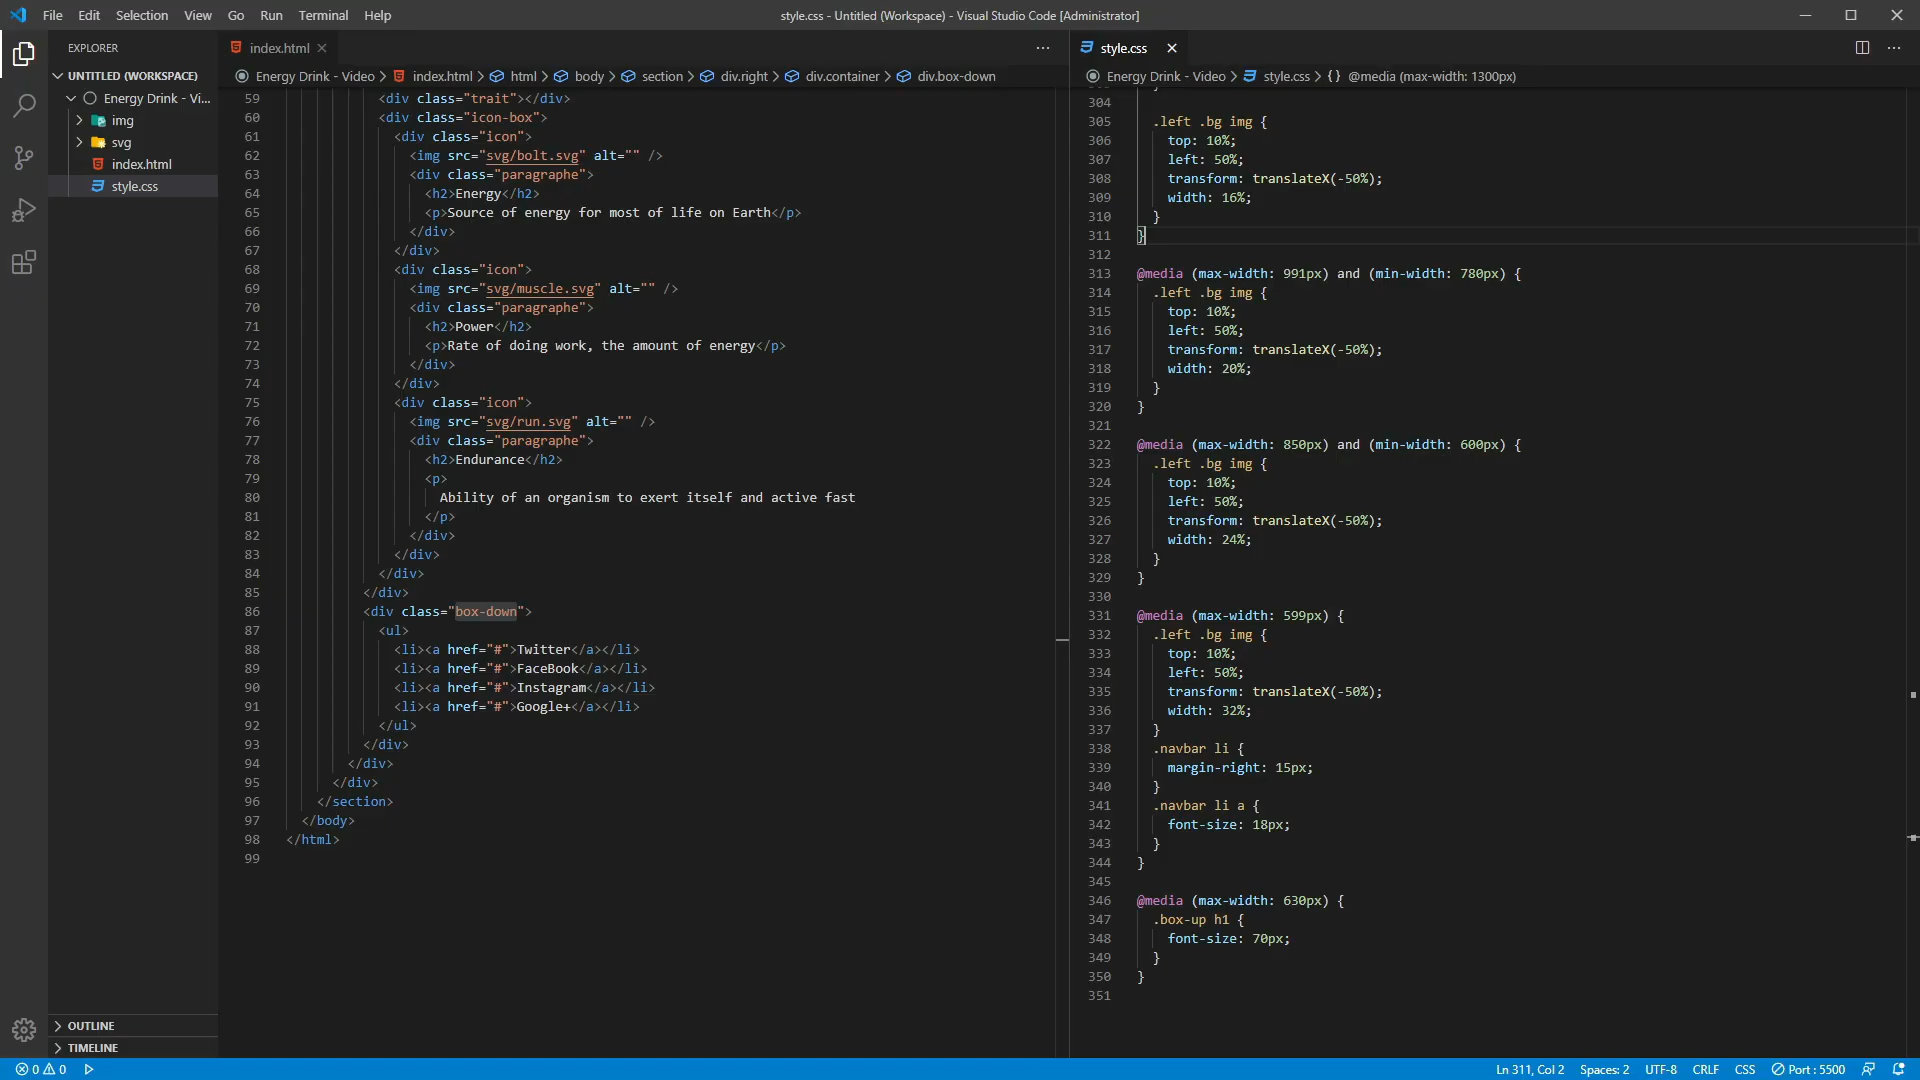 File Edit Selection View Go Run Terminal Help
style.css - Untitled (Workspace) - Visual Studio Code [Administrator]
EXPLORER
UNTITLED (WORKSPACE)
Energy Drink - Vi...
img
svg
index.html
style.css
OUTLINE
TIMELINE
index.html
Energy Drink - Video > index.html > html > body > section > div.right > div.container > div.box-down
59 <div class="trait"></div>
60 <div class="icon-box">
61 <div class="icon">
62 <img src="svg/bolt.svg" alt="" />
63 <div class="paragraphe">
64 <h2>Energy</h2>
65 <p>Source of energy for most of life on Earth</p>
66 </div>
67 </div>
68 <div class="icon">
69 <img src="svg/muscle.svg" alt="" />
70 <div class="paragraphe">
71 <h2>Power</h2>
72 <p>Rate of doing work, the amount of energy</p>
73 </div>
74 </div>
75 <div class="icon">
76 <img src="svg/run.svg" alt="" />
77 <div class="paragraphe">
78 <h2>Endurance</h2>
79 <p>
80 Ability of an organism to exert itself and active fast
81 </p>
82 </div>
83 </div>
84 </div>
85 </div>
86 <div class="box-down">
87 <ul>
88 <li><a href="#">Twitter</a></li>
89 <li><a href="#">FaceBook</a></li>
90 <li><a href="#">Instagram</a></li>
91 <li><a href="#">Google+</a></li>
92 </ul>
93 </div>
94 </div>
95 </div>
96 </section>
97 </body>
98 </html>
99
style.css
Energy Drink - Video > style.css > {} @media (max-width: 1300px)
304
305 .left .bg img {
306 top: 10%;
307 left: 50%;
308 transform: translateX(-50%);
309 width: 16%;
310 }
311 }
312
313 @media (max-width: 991px) and (min-width: 780px) {
314 .left .bg img {
315 top: 10%;
316 left: 50%;
317 transform: translateX(-50%);
318 width: 20%;
319 }
320 }
321
322 @media (max-width: 850px) and (min-width: 600px) {
323 .left .bg img {
324 top: 10%;
325 left: 50%;
326 transform: translateX(-50%);
327 width: 24%;
328 }
329 }
330
331 @media (max-width: 599px) {
332 .left .bg img {
333 top: 10%;
334 left: 50%;
335 transform: translateX(-50%);
336 width: 32%;
337 }
338 .navbar li {
339 margin-right: 15px;
340 }
341 .navbar li a {
342 font-size: 18px;
343 }
344 }
345
346 @media (max-width: 630px) {
347 .box-up h1 {
348 font-size: 70px;
349 }
350 }
351
0 0
Ln 311, Col 2 Spaces: 2 UTF-8 CRLF CSS Port : 5500